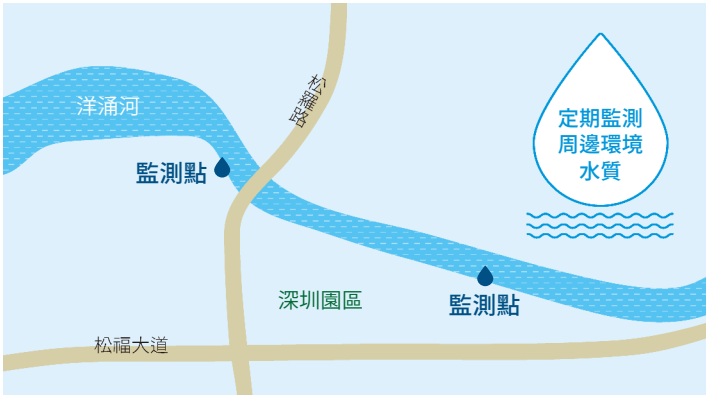 松羅路
洋涌河
定期監測
周邊環境
水質
監測點
深圳園區
監測點
松福大道